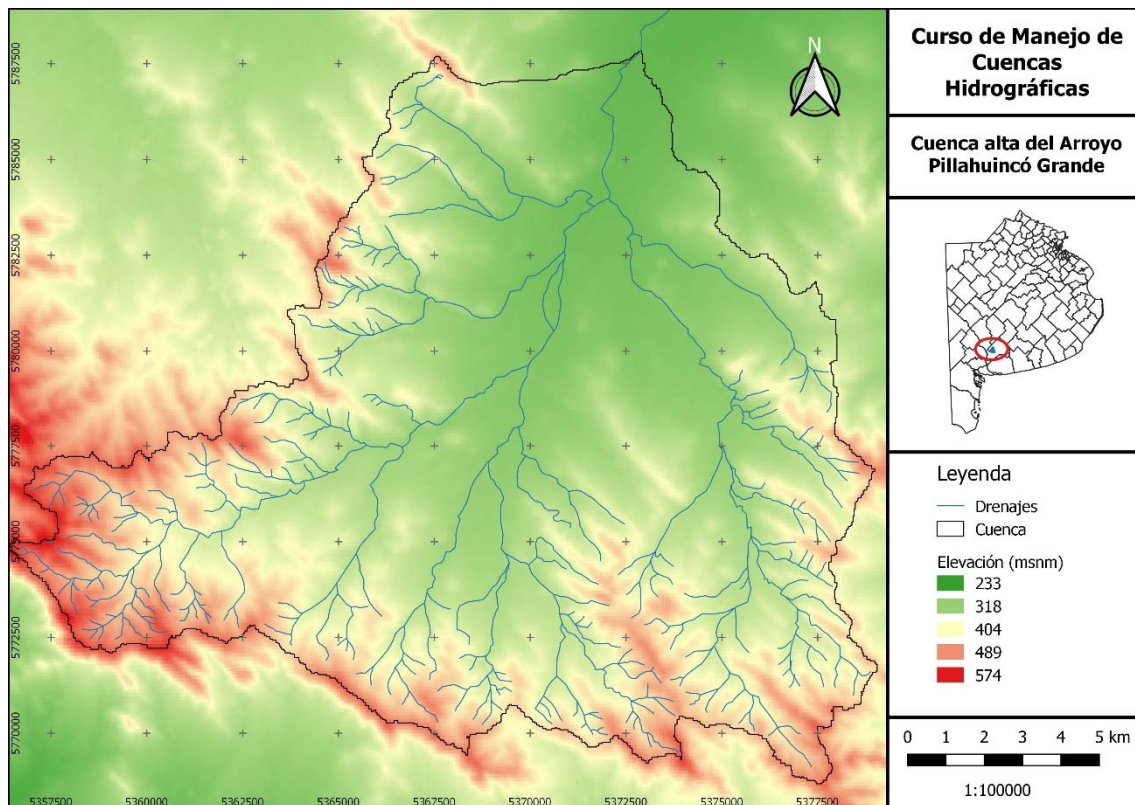 Curso de Manejo de
Cuencas
Hidrográficas
Cuenca alta del Arroyo
Pillahuincó Grande
N
Leyenda
Drenajes
Cuenca
Elevación (msnm)
233
318
404
489
574
0 1 2 3 4 5 km
1:100000
5787500
5785000
5782500
5780000
5777500
5775000
5772500
5770000
5357500 5360000 5362500 5365000 5367500 5370000 5372500 5375000 5377500